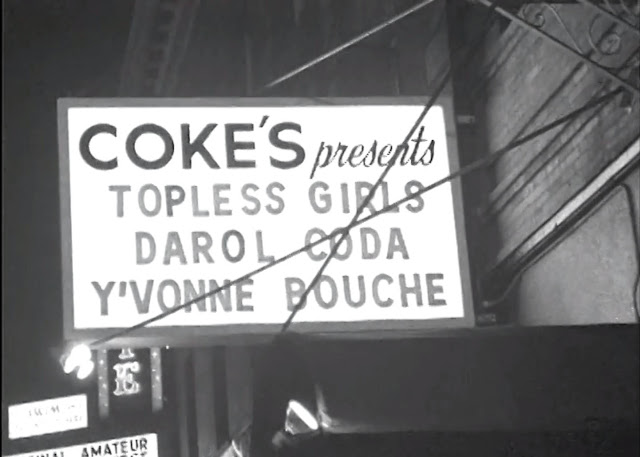 COKE'S presents
TOPLESS GIRLS
DAROL CODA
Y'VONNE BOUCHE
E
AMATEUR